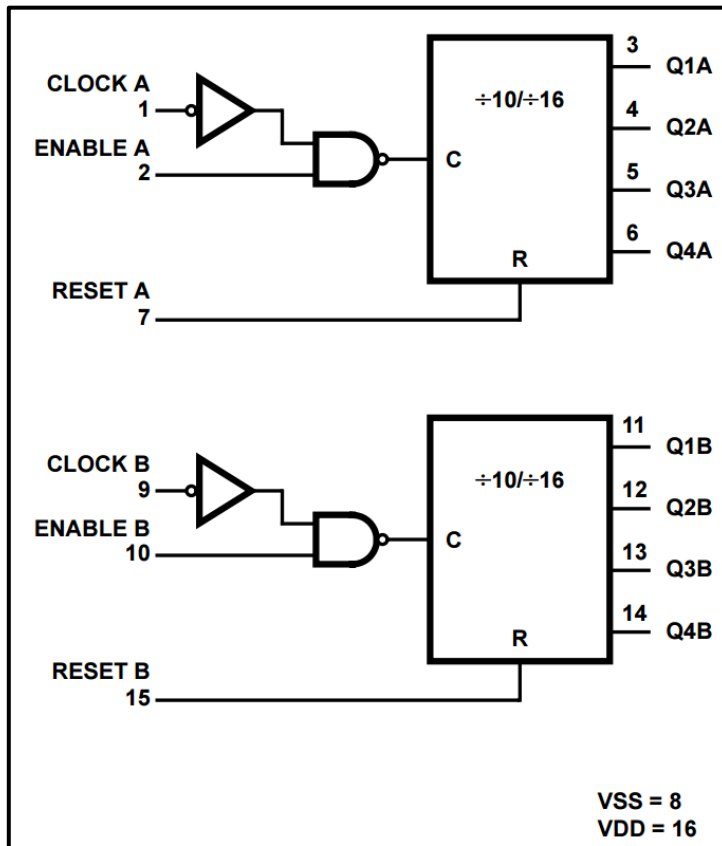 CLOCK A
1
ENABLE A
2
RESET A
7
÷10/÷16
C
R
3
Q1A
4
Q2A
5
Q3A
6
Q4A
CLOCK B
9
ENABLE B
10
RESET B
15
÷10/÷16
C
R
11
Q1B
12
Q2B
13
Q3B
14
Q4B
VSS = 8
VDD = 16